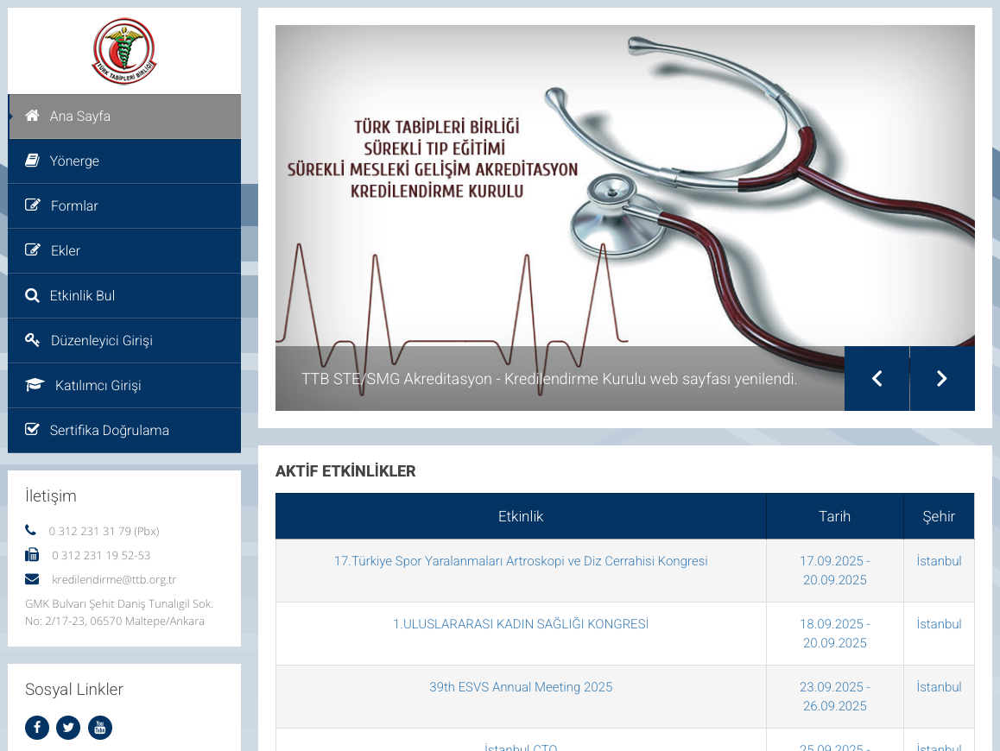 TÜRK TABİPLERİ BİRLİĞİ
Ana Sayfa
Yönerge
Formlar
Ekler
Etkinlik Bul
Düzenleyici Girişi
Katılımcı Girişi
Sertifika Doğrulama
İletişim
0 312 231 31 79 (Pbx)
0 312 231 19 52-53
kredilendirme@ttb.org.tr
GMK Bulvarı Şehit Daniş Tunalıgil Sok.
No: 2/17-23, 06570 Maltepe/Ankara
Sosyal Linkler
You
Tube
TÜRK TABİPLERİ BİRLİĞİ
SÜREKLİ TIP EĞİTİMİ
SÜREKLİ MESLEKİ GELİŞİM AKREDİTASYON
KREDİLENDİRME KURULU
TTB STE/SMG Akreditasyon - Kredilendirme Kurulu web sayfası yenilendi.
AKTİF ETKİNLİKLER
Etkinlik Tarih Şehir
17.Türkiye Spor Yaralanmaları Artroskopi ve Diz Cerrahisi Kongresi 17.09.2025 - İstanbul
20.09.2025
1.ULUSLARARASI KADIN SAĞLIĞI KONGRESİ 18.09.2025 - İstanbul
20.09.2025
39th ESVS Annual Meeting 2025 23.09.2025 - İstanbul
26.09.2025
İstanbul CTO 25.09.2025 - İstanbul